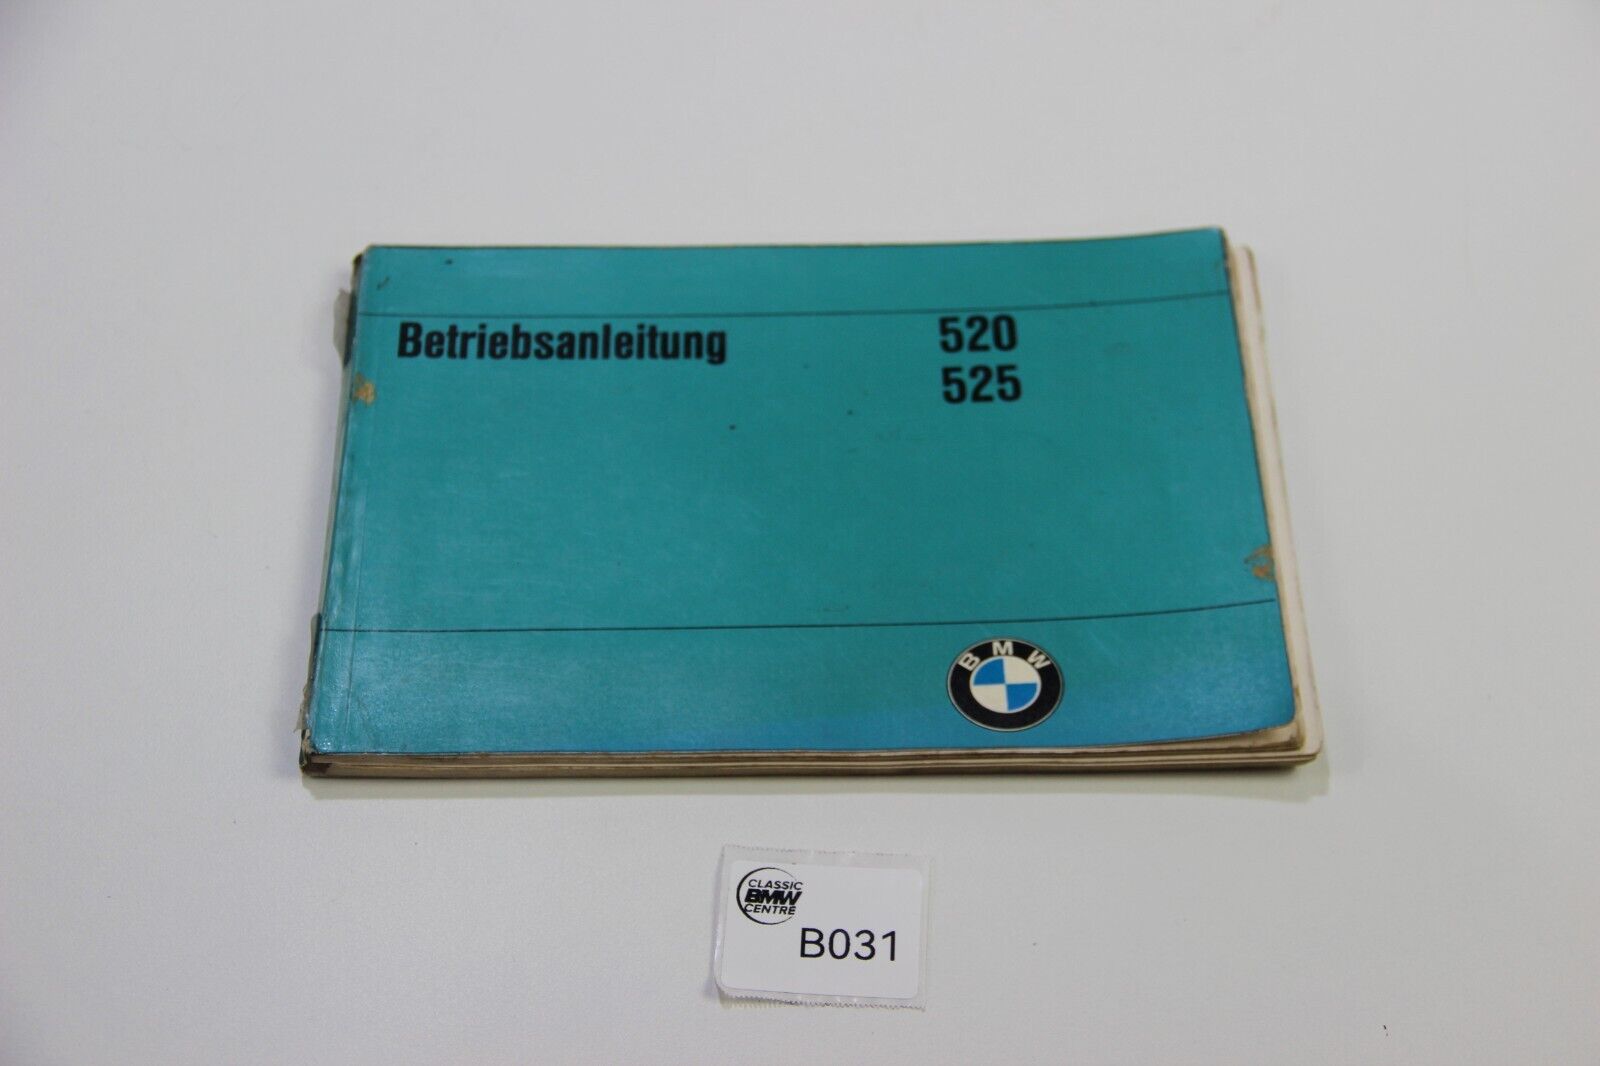 Betriebsanleitung 520
525
BMW
CLASSIC
BMW
CENTRE
B031